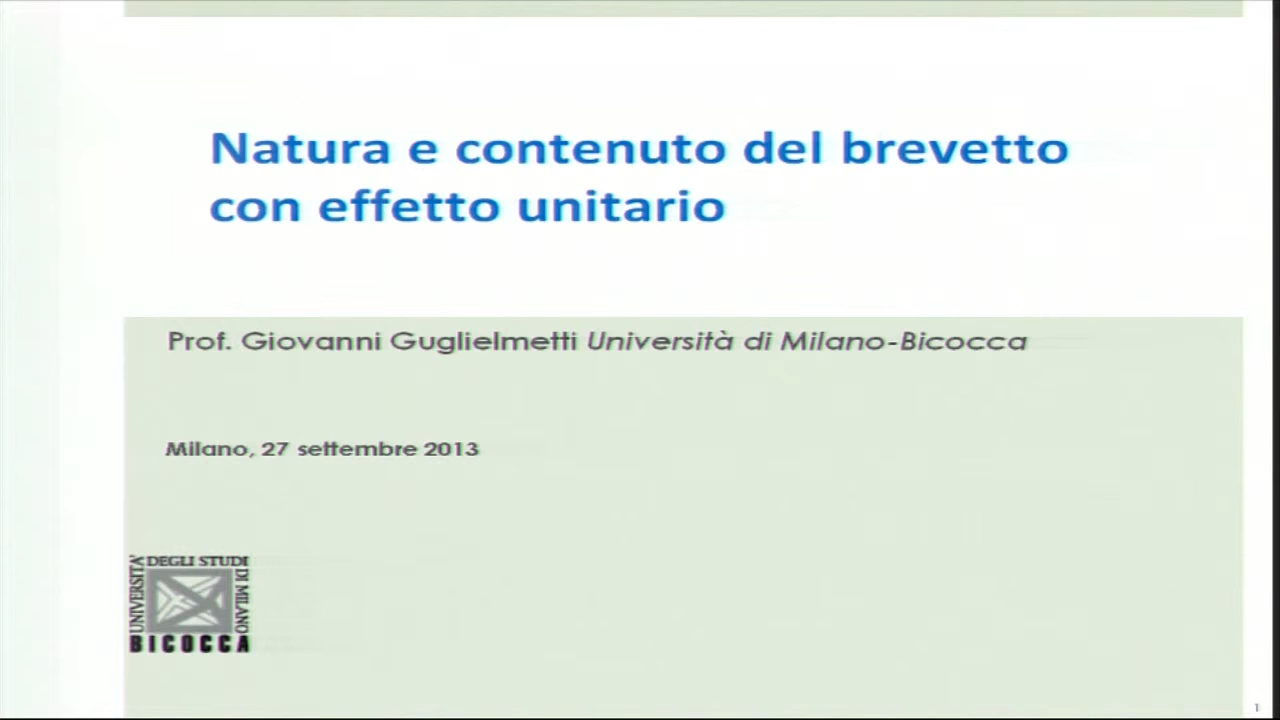 Natura e contenuto del brevetto
con effetto unitario
Prof. Giovanni Guglielmetti Università di Milano-Bicocca
Milano, 27 settembre 2013
UNIVERSITA' DEGLI STUDI DI MILANO
BICOCCA
1